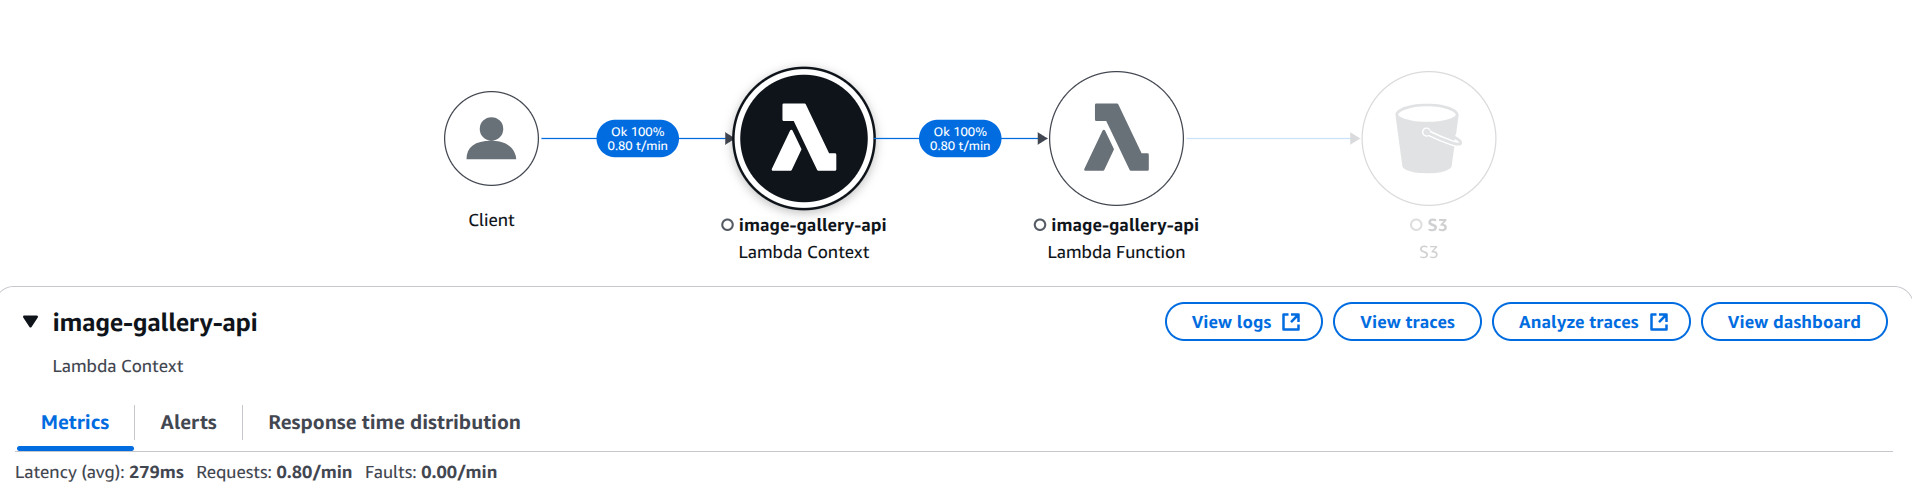 Ok 100%
0.80 t/min
Ok 100%
0.80 t/min
Client
image-gallery-api
Lambda Context
image-gallery-api
Lambda Function
S3
S3
image-gallery-api
View logs
View traces
Analyze traces
View dashboard
Lambda Context
Metrics
Alerts
Response time distribution
Latency (avg): 279ms Requests: 0.80/min Faults: 0.00/min